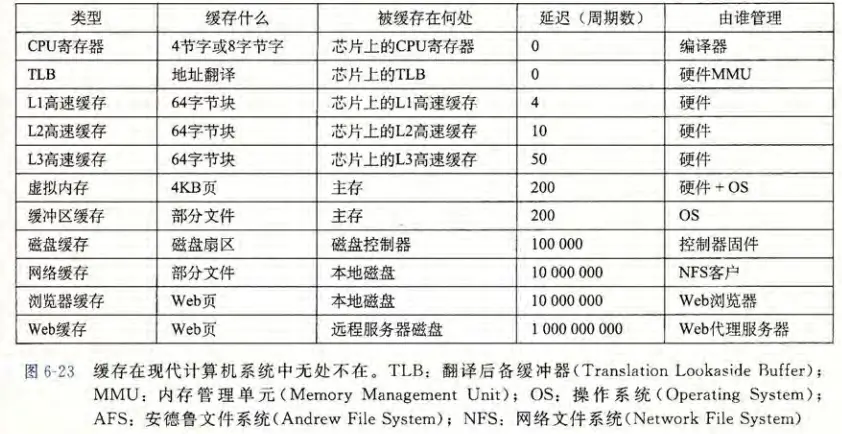 类型 缓存什么 被缓存在何处 延迟（周期数） 由谁管理
CPU寄存器 4节字或8字节字 芯片上的CPU寄存器 0 编译器
TLB 地址翻译 芯片上的TLB 0 硬件MMU
L1高速缓存 64字节块 芯片上的L1高速缓存 4 硬件
L2高速缓存 64字节块 芯片上的L2高速缓存 10 硬件
L3高速缓存 64字节块 芯片上的L3高速缓存 50 硬件
虚拟内存 4KB页 主存 200 硬件 + OS
缓冲区缓存 部分文件 主存 200 OS
磁盘缓存 磁盘扇区 磁盘控制器 100 000 控制器固件
网络缓存 部分文件 本地磁盘 10 000 000 NFS客户
浏览器缓存 Web页 本地磁盘 10 000 000 Web浏览器
Web缓存 Web页 远程服务器磁盘 1 000 000 000 Web代理服务器
图 6-23 缓存在现代计算机系统中无处不在。TLB：翻译后备缓冲器(Translation Lookaside Buffer)；
MMU：内存管理单元(Memory Management Unit)；OS：操作系统(Operating System)；
AFS：安德鲁文件系统(Andrew File System)；NFS：网络文件系统(Network File System)